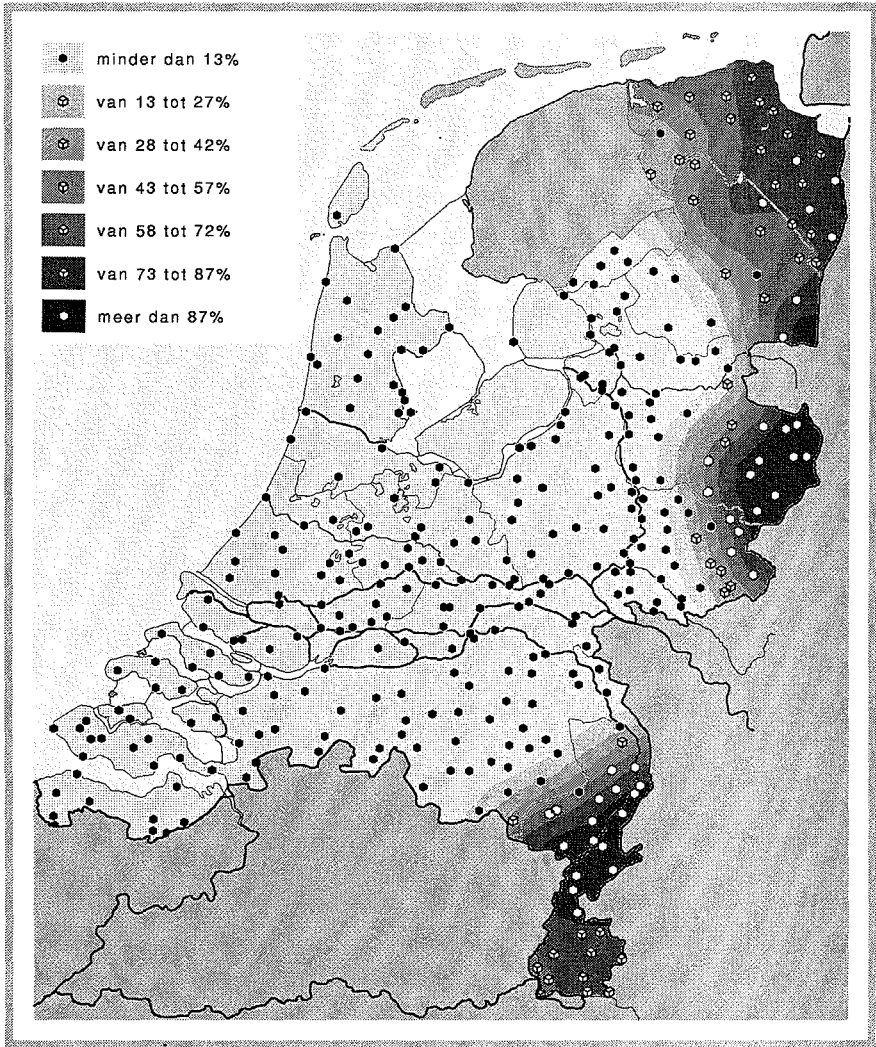 minder dan 13%
van 13 tot 27%
van 28 tot 42%
van 43 tot 57%
van 58 tot 72%
van 73 tot 87%
meer dan 87%